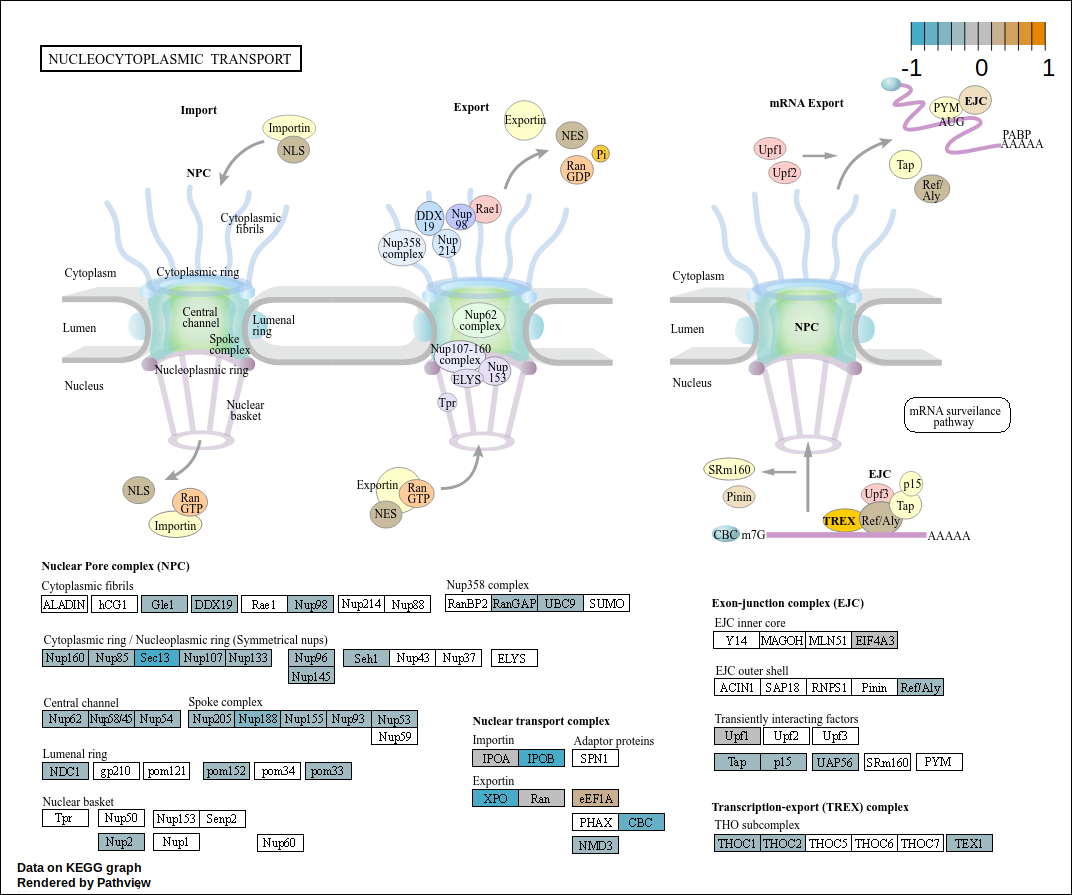 NUCLEOCYTOPLASMIC TRANSPORT
-1 0 1
Import
Importin
NLS
NPC
Cytoplasmic
fibrils
Cytoplasm
Cytoplasmic ring
Central
channel
Lumenal
ring
Lumen
Spoke
complex
Nucleoplasmic ring
Nucleus
Nuclear
basket
NLS
Ran
GTP
Importin
Export
Exportin
NES
Pi
Ran
GDP
DDX
19
Nup
98
Rae1
Nup358
complex
Nup
214
Nup62
complex
Nup107-160
complex
Nup
153
ELYS
Tpr
Exportin
Ran
GTP
NES
mRNA Export
PYM
EJC
AUG
PABP
AAAAA
Upf1
Upf2
Tap
Ref/
Aly
Cytoplasm
Lumen
NPC
Nucleus
mRNA surveilance
pathway
SRm160
Pinin
EJC
p15
Upf3
Tap
TREX
Ref/Aly
CBC m7G
AAAAA
Nuclear Pore complex (NPC)
Cytoplasmic fibrils
ALADIN hCG1 Gle1 DDX19 Rae1 Nup98 Nup214 Nup88
Nup358 complex
RanBP2 RanGAP UBC9 SUMO
Cytoplasmic ring / Nucleoplasmic ring (Symmetrical nups)
Nup160 Nup85 Sec13 Nup107 Nup133 Nup96 Seh1 Nup43 Nup37 ELYS
Nup145
Central channel
Nup62 Nup58/45 Nup54
Spoke complex
Nup205 Nup188 Nup155 Nup93 Nup53
Nup59
Lumenal ring
NDC1 gp210 pom121 pom152 pom34 pom33
Nuclear basket
Tpr Nup50 Nup153 Senp2
Nup2 Nup1 Nup60
Nuclear transport complex
Importin
IPOA IPOB
Adaptor proteins
SPN1
Exportin
XPO Ran eEF1A
PHAX CBC
NMD3
Exon-junction complex (EJC)
EJC inner core
Y14 MAGOH MLN51 EIF4A3
EJC outer shell
ACIN1 SAP18 RNPS1 Pinin Ref/Aly
Transiently interacting factors
Upf1 Upf2 Upf3
Tap p15 UAP56 SRm160 PYM
Transcription-export (TREX) complex
THO subcomplex
THOC1 THOC2 THOC5 THOC6 THOC7 TEX1
Data on KEGG graph
Rendered by Pathview